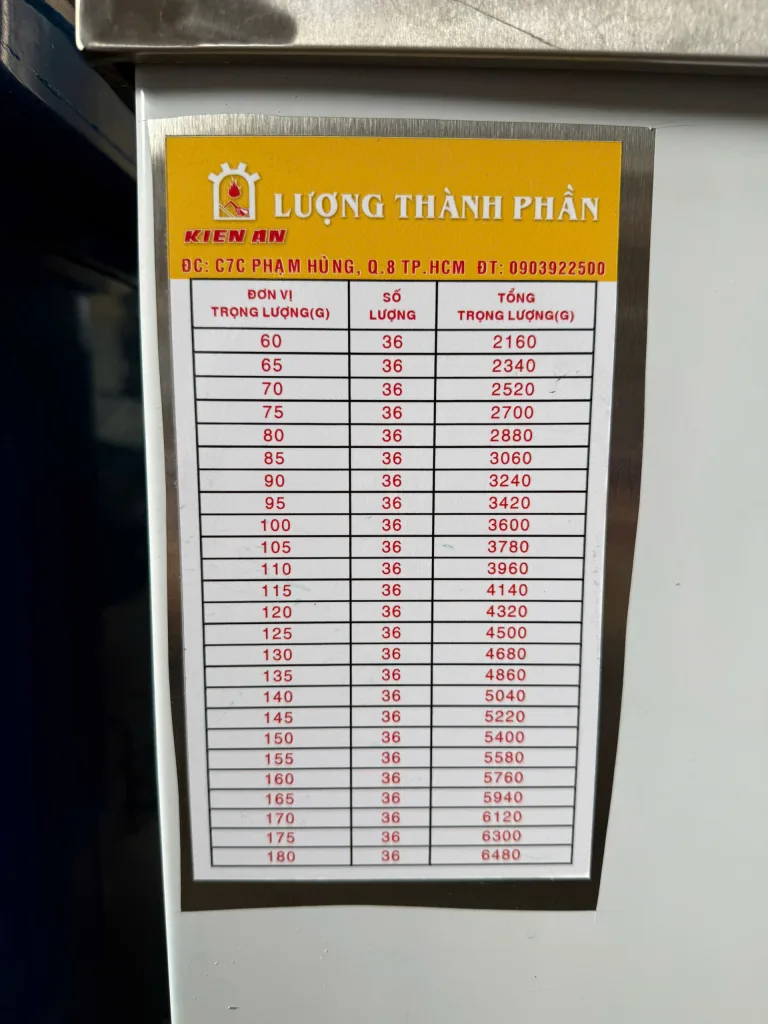 LƯỢNG THÀNH PHẦN
KIEN AN
ĐC: C7C PHẠM HÙNG, Q.8 TP.HCM ĐT: 0903922500
ĐƠN VỊ TRỌNG LƯỢNG(G) SỐ LƯỢNG TỔNG TRỌNG LƯỢNG(G)
60 36 2160
65 36 2340
70 36 2520
75 36 2700
80 36 2880
85 36 3060
90 36 3240
95 36 3420
100 36 3600
105 36 3780
110 36 3960
115 36 4140
120 36 4320
125 36 4500
130 36 4680
135 36 4860
140 36 5040
145 36 5220
150 36 5400
155 36 5580
160 36 5760
165 36 5940
170 36 6120
175 36 6300
180 36 6480